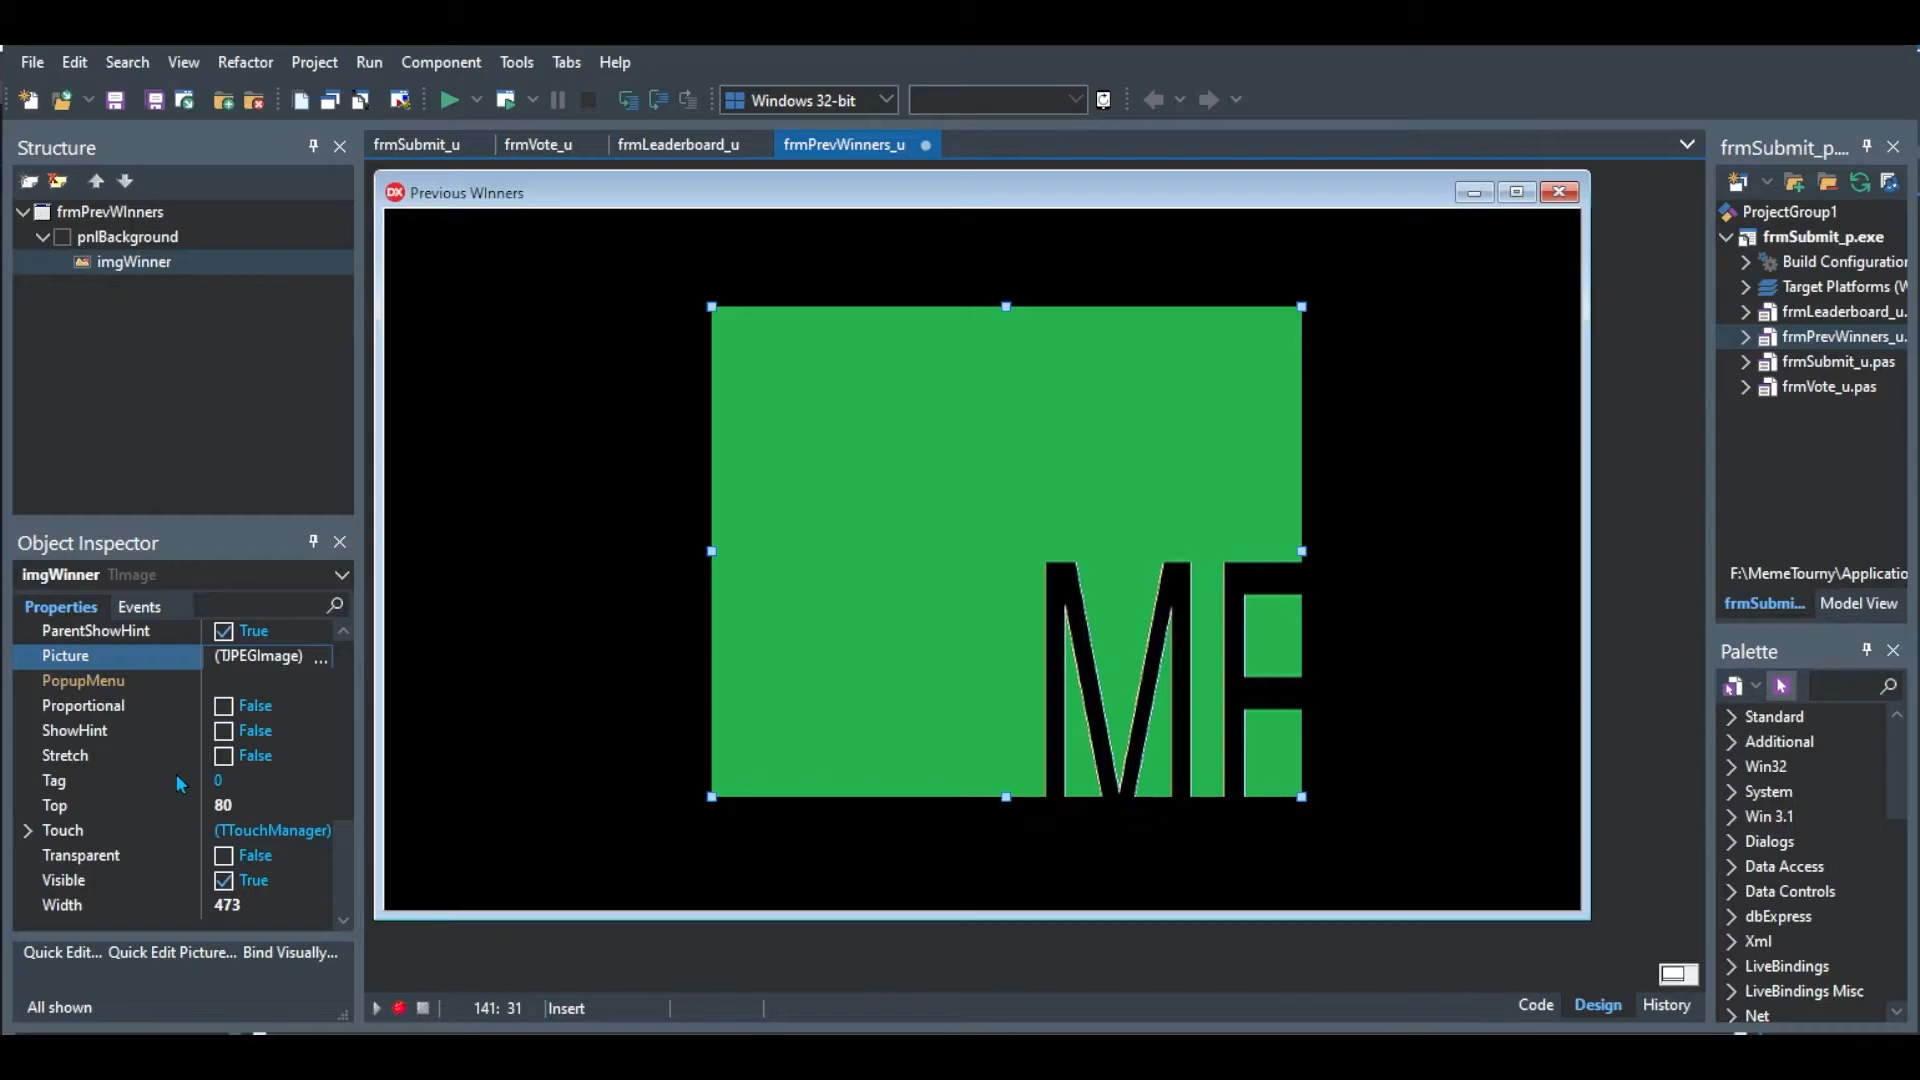 File Edit Search View Refactor Project Run Component Tools Tabs Help
Windows 32-bit
Structure
frmPrevWInners
pnlBackground
imgWinner
Object Inspector
imgWinner TImage
Properties Events
ParentShowHint True
Picture (TJPEGImage) ...
PopupMenu
Proportional False
ShowHint False
Stretch False
Tag 0
Top 80
Touch (TTouchManager)
Transparent False
Visible True
Width 473
Quick Edit... Quick Edit Picture... Bind Visually...
All shown
frmSubmit_u frmVote_u frmLeaderboard_u frmPrevWinners_u
DX Previous WInners
ME
141: 31 Insert
Code Design History
frmSubmit_p....
ProjectGroup1
frmSubmit_p.exe
Build Configuration
Target Platforms (W
frmLeaderboard_u.
frmPrevWinners_u.
frmSubmit_u.pas
frmVote_u.pas
F:\MemeTourny\Applicatio
frmSubmi... Model View
Palette
Standard
Additional
Win32
System
Win 3.1
Dialogs
Data Access
Data Controls
dbExpress
Xml
LiveBindings
LiveBindings Misc
Net